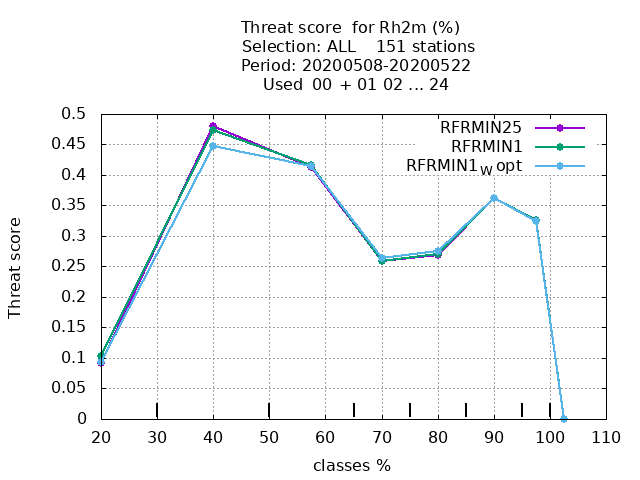 Threat score  for Rh2m (%)
Selection: ALL    151 stations
Period: 20200508-20200522
Used  00 + 01 02 ... 24
RFRMIN25
RFRMIN1
RFRMIN1W opt
Threat score
0.5
0.45
0.4
0.35
0.3
0.25
0.2
0.15
0.1
0.05
0
20 30 40 50 60 70 80 90 100 110
classes %